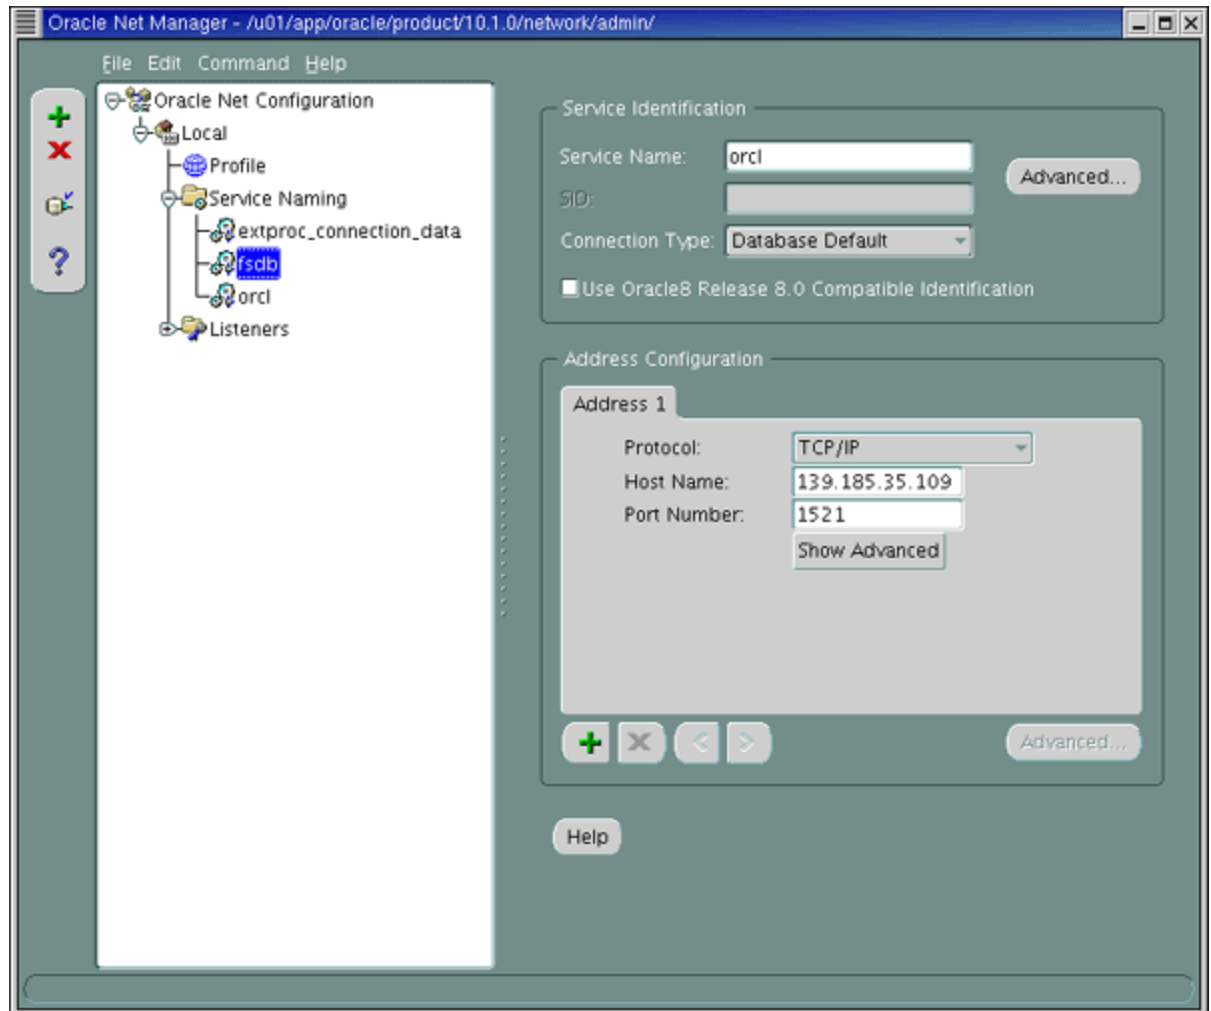 Oracle Net Manager - /u01/app/oracle/product/10.1.0/network/admin/
File Edit Command Help
Oracle Net Configuration
Local
Profile
Service Naming
extproc_connection_data
fsdb
orcl
Listeners
Service Identification
Service Name: orcl
Advanced...
SID:
Connection Type: Database Default
Use Oracle8 Release 8.0 Compatible Identification
Address Configuration
Address 1
Protocol: TCP/IP
Host Name: 139.185.35.109
Port Number: 1521
Show Advanced
Advanced...
Help